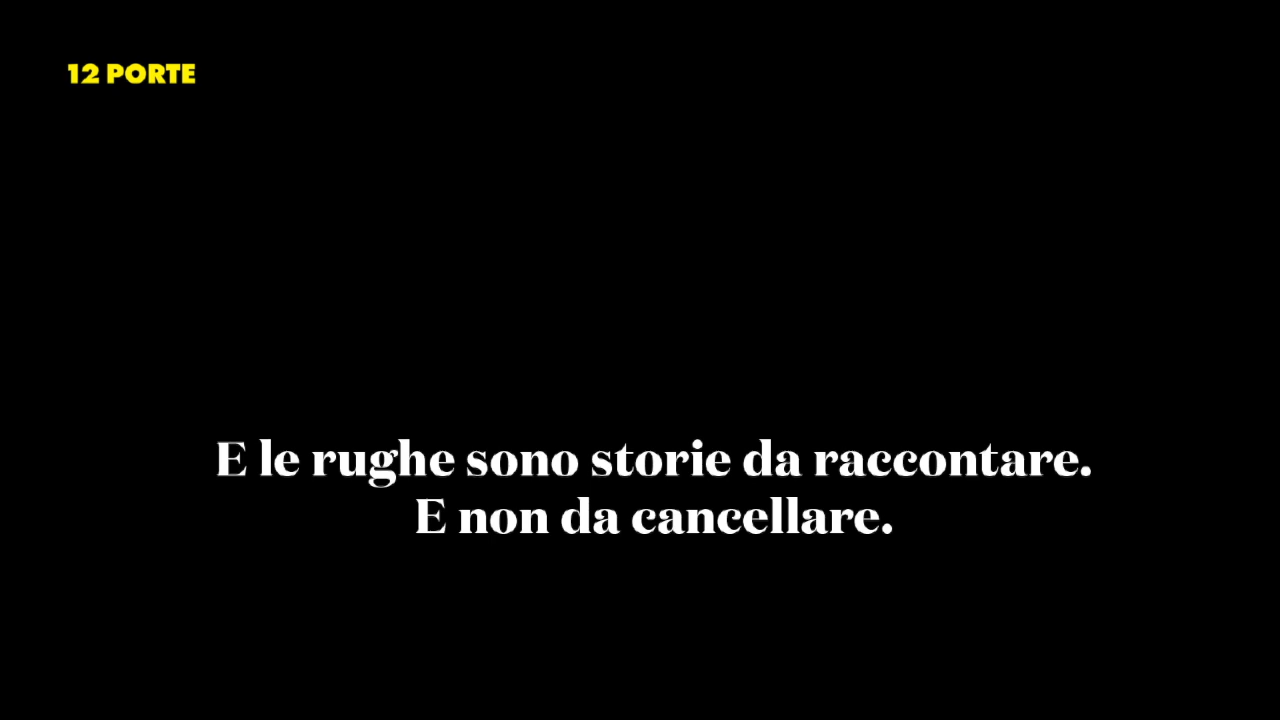 12 PORTE
E le rughe sono storie da raccontare.
E non da cancellare.